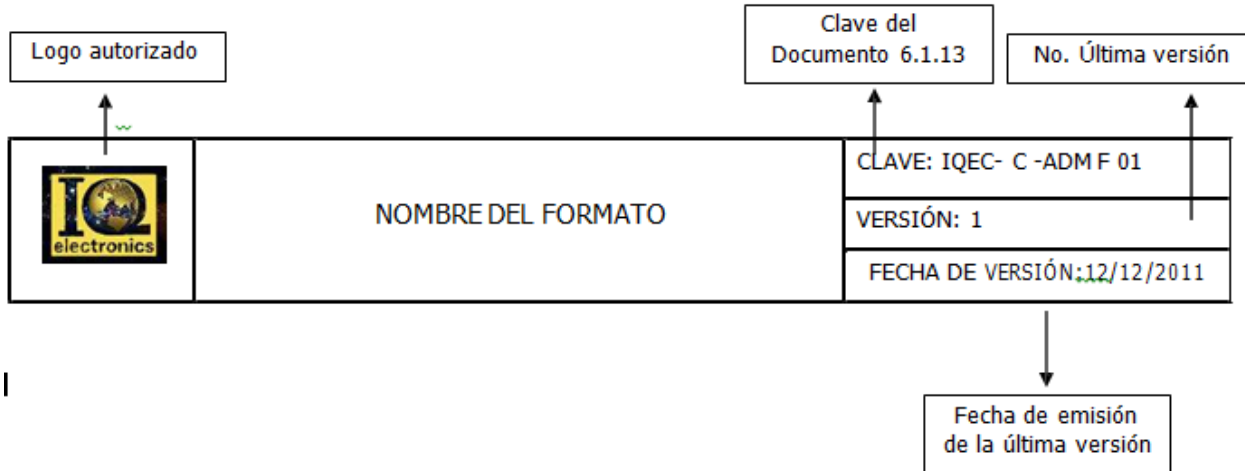 Clave del
Documento 6.1.13
Logo autorizado
No. Última versión
IQ
electronics
NOMBRE DEL FORMATO
CLAVE: IQEC- C -ADM F 01
VERSIÓN: 1
FECHA DE VERSIÓN:12/12/2011
Fecha de emisión
de la última versión